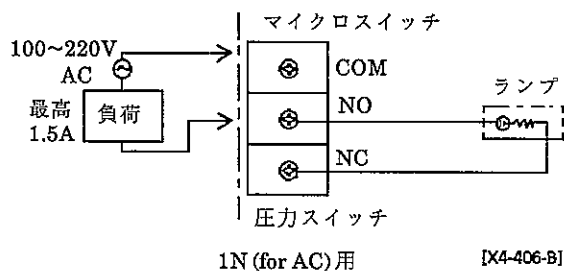 マイクロスイッチ
100~220V
AC
COM
ランプ
最高
1.5A
負荷
NO
NC
圧力スイッチ
1N (for AC) 用
[X4-406-B]